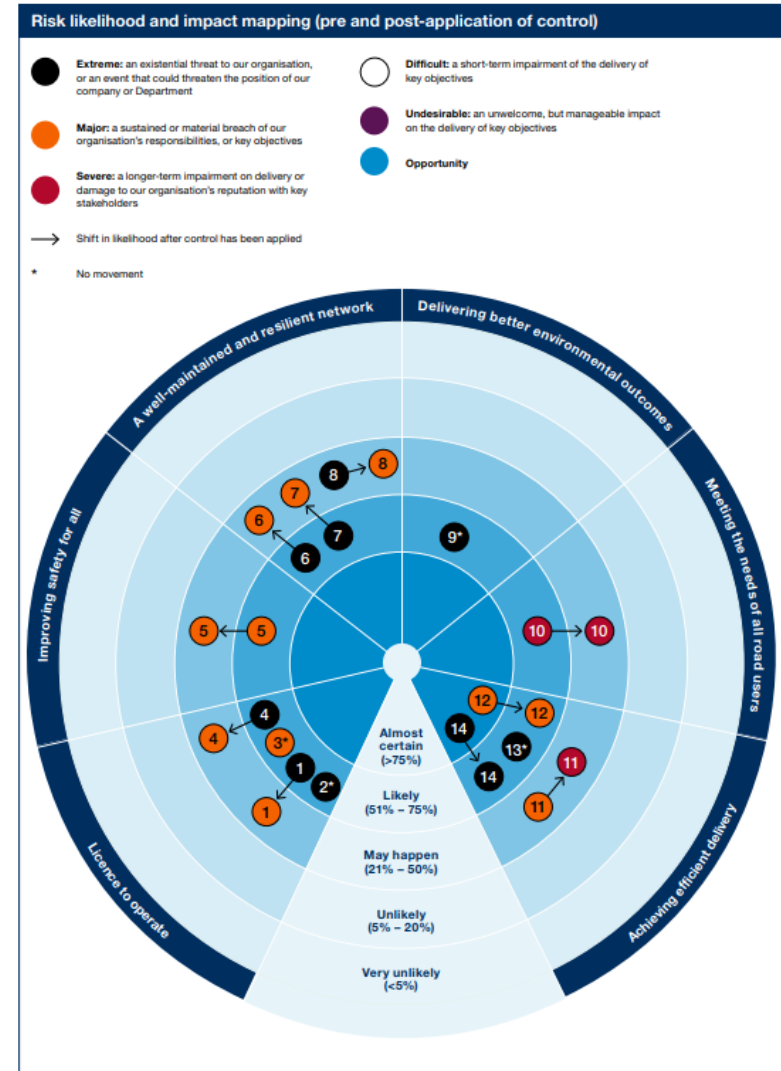 Risk likelihood and impact mapping (pre and post-application of control)
Extreme: an existential threat to our organisation,
or an event that could threaten the position of our
company or Department
Major: a sustained or material breach of our
organisation's responsibilities, or key objectives
Severe: a longer-term impairment on delivery or
damage to our organisation's reputation with key
stakeholders
Shift in likelihood after control has been applied
* No movement
Difficult: a short-term impairment of the delivery of
key objectives
Undesirable: an unwelcome, but manageable impact
on the delivery of key objectives
Opportunity
A well-maintained and resilient network
Delivering better environmental outcomes
Improving safety for all
Meeting the needs of all road users
Licence to operate
Achieving efficient delivery
8
8
7
7
6
6
9*
5
5
10
10
4
4
3*
1
1
2*
12
12
14
14
13*
11
11
Almost
certain
(>75%)
Likely
(51% – 75%)
May happen
(21% – 50%)
Unlikely
(5% – 20%)
Very unlikely
(<5%)